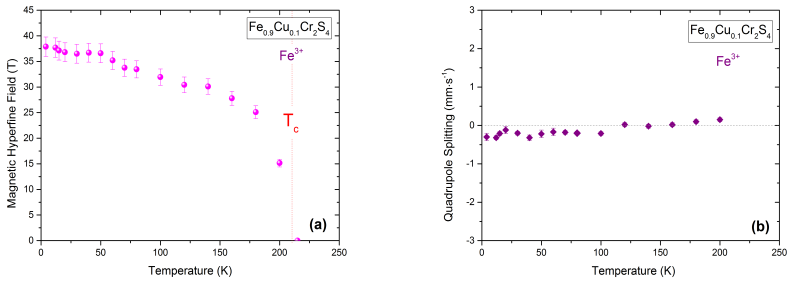 45
40
35
30
25
20
15
10
5
0
Magnetic Hyperfine Field (T)
Fe0.9Cu0.1Cr2S4
Fe3+
Tc
(a)
0 50 100 150 200 250
Temperature (K)
3
2
1
0
-1
-2
-3
Quadrupole Splitting (mm·s-1)
Fe0.9Cu0.1Cr2S4
Fe3+
(b)
0 50 100 150 200 250
Temperature (K)